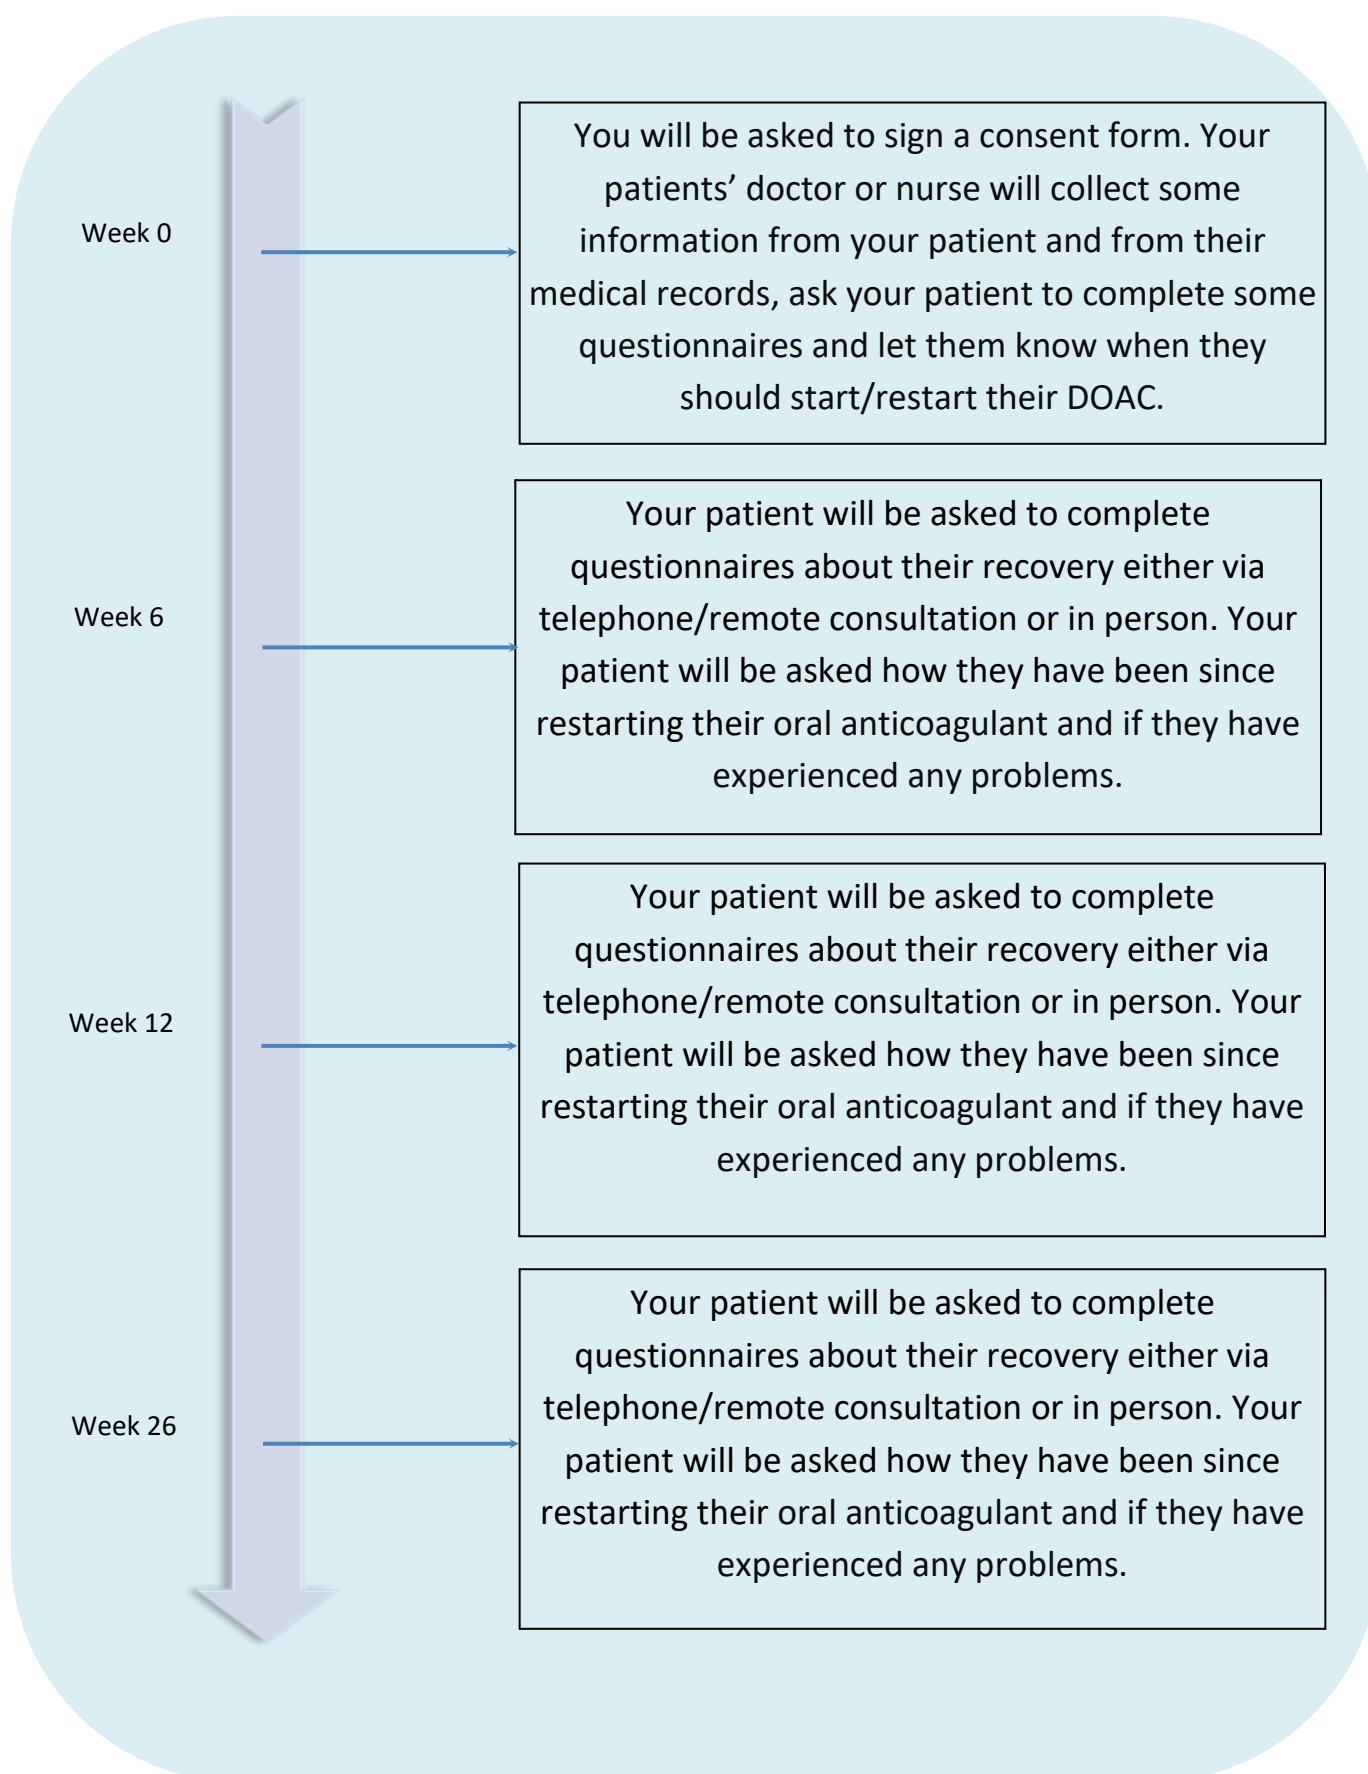 Week 0
You will be asked to sign a consent form. Your
patients’ doctor or nurse will collect some
information from your patient and from their
medical records, ask your patient to complete some
questionnaires and let them know when they
should start/restart their DOAC.
Week 6
Your patient will be asked to complete
questionnaires about their recovery either via
telephone/remote consultation or in person. Your
patient will be asked how they have been since
restarting their oral anticoagulant and if they have
experienced any problems.
Week 12
Your patient will be asked to complete
questionnaires about their recovery either via
telephone/remote consultation or in person. Your
patient will be asked how they have been since
restarting their oral anticoagulant and if they have
experienced any problems.
Week 26
Your patient will be asked to complete
questionnaires about their recovery either via
telephone/remote consultation or in person. Your
patient will be asked how they have been since
restarting their oral anticoagulant and if they have
experienced any problems.